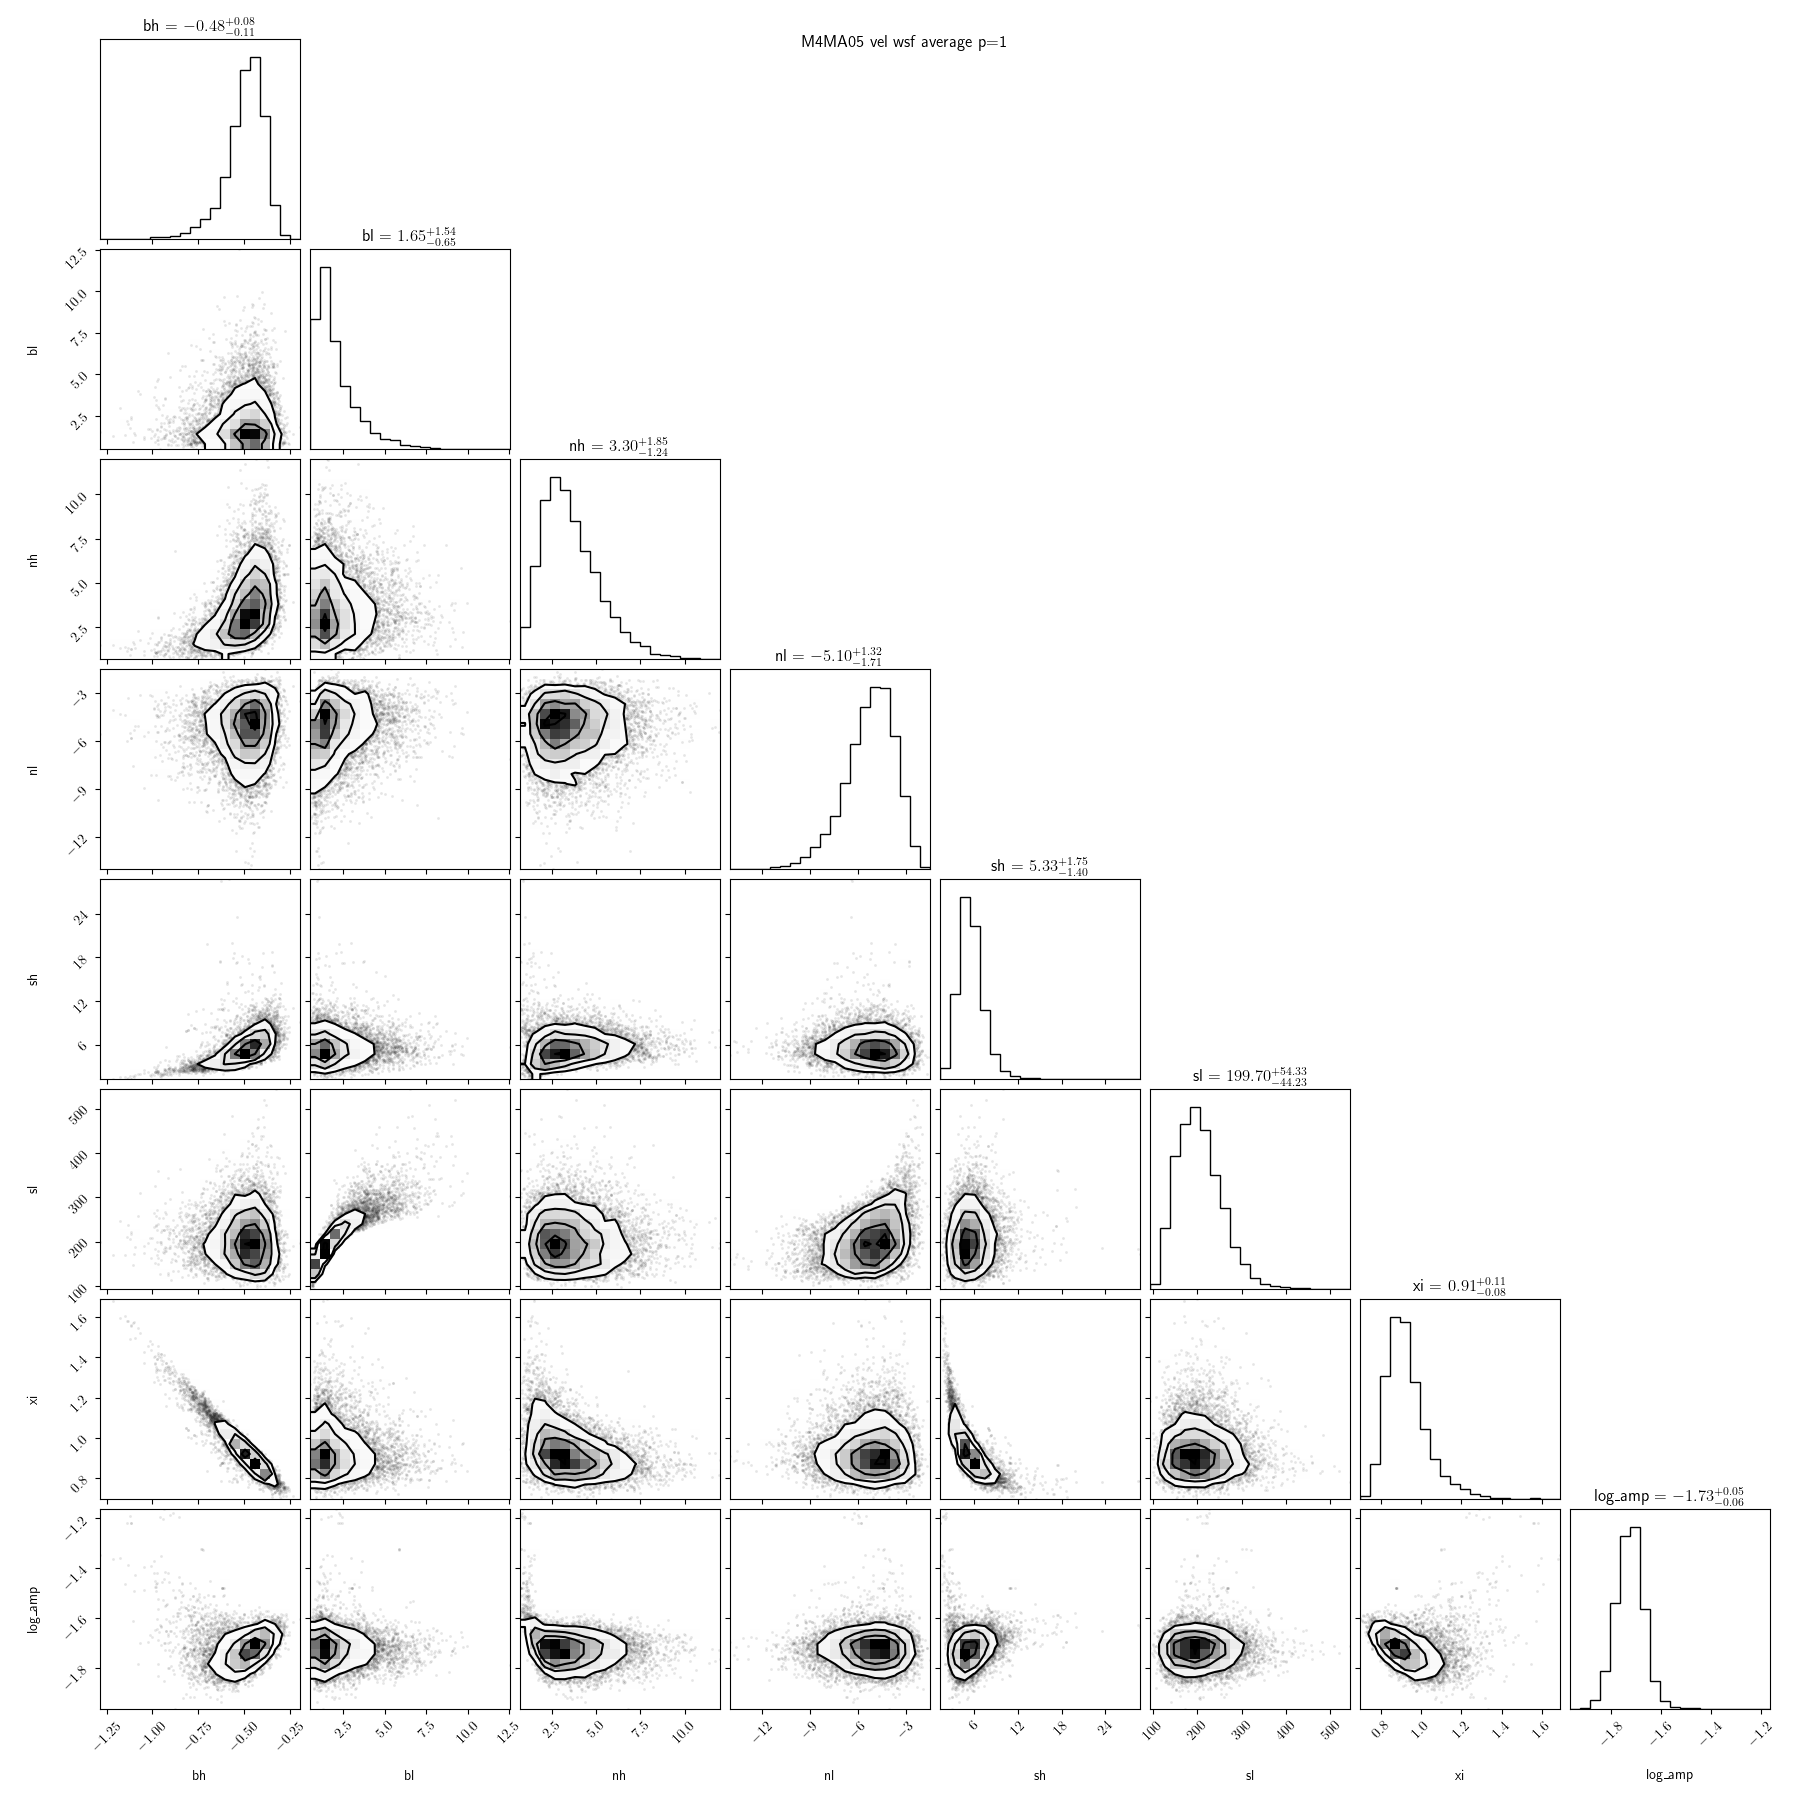 M4MA05 vel wsf average p=1
bh = −0.48+0.08 −0.11
bl = 1.65+1.54 −0.65
nh = 3.30+1.85 −1.24
nl = −5.10+1.32 −1.71
sh = 5.33+1.75 −1.40
sl = 199.70+54.33 −44.23
xi = 0.91+0.11 −0.08
log_amp = −1.73+0.05 −0.06
bl
12.5
10.0
7.5
5.0
2.5
nh
10.0
7.5
5.0
2.5
nl
−3
−6
−9
−12
sh
24
18
12
6
sl
500
400
300
200
100
xi
1.6
1.4
1.2
1.0
0.8
log_amp
−1.2
−1.4
−1.6
−1.8
−1.25 −1.00 −0.75 −0.50 −0.25 2.5 5.0 7.5 10.0 12.5 2.5 5.0 7.5 10.0 −12 −9 −6 −3 6 12 18 24 100 200 300 400 500 0.8 1.0 1.2 1.4 1.6 −1.8 −1.6 −1.4 −1.2
bh bl nh nl sh sl xi log_amp